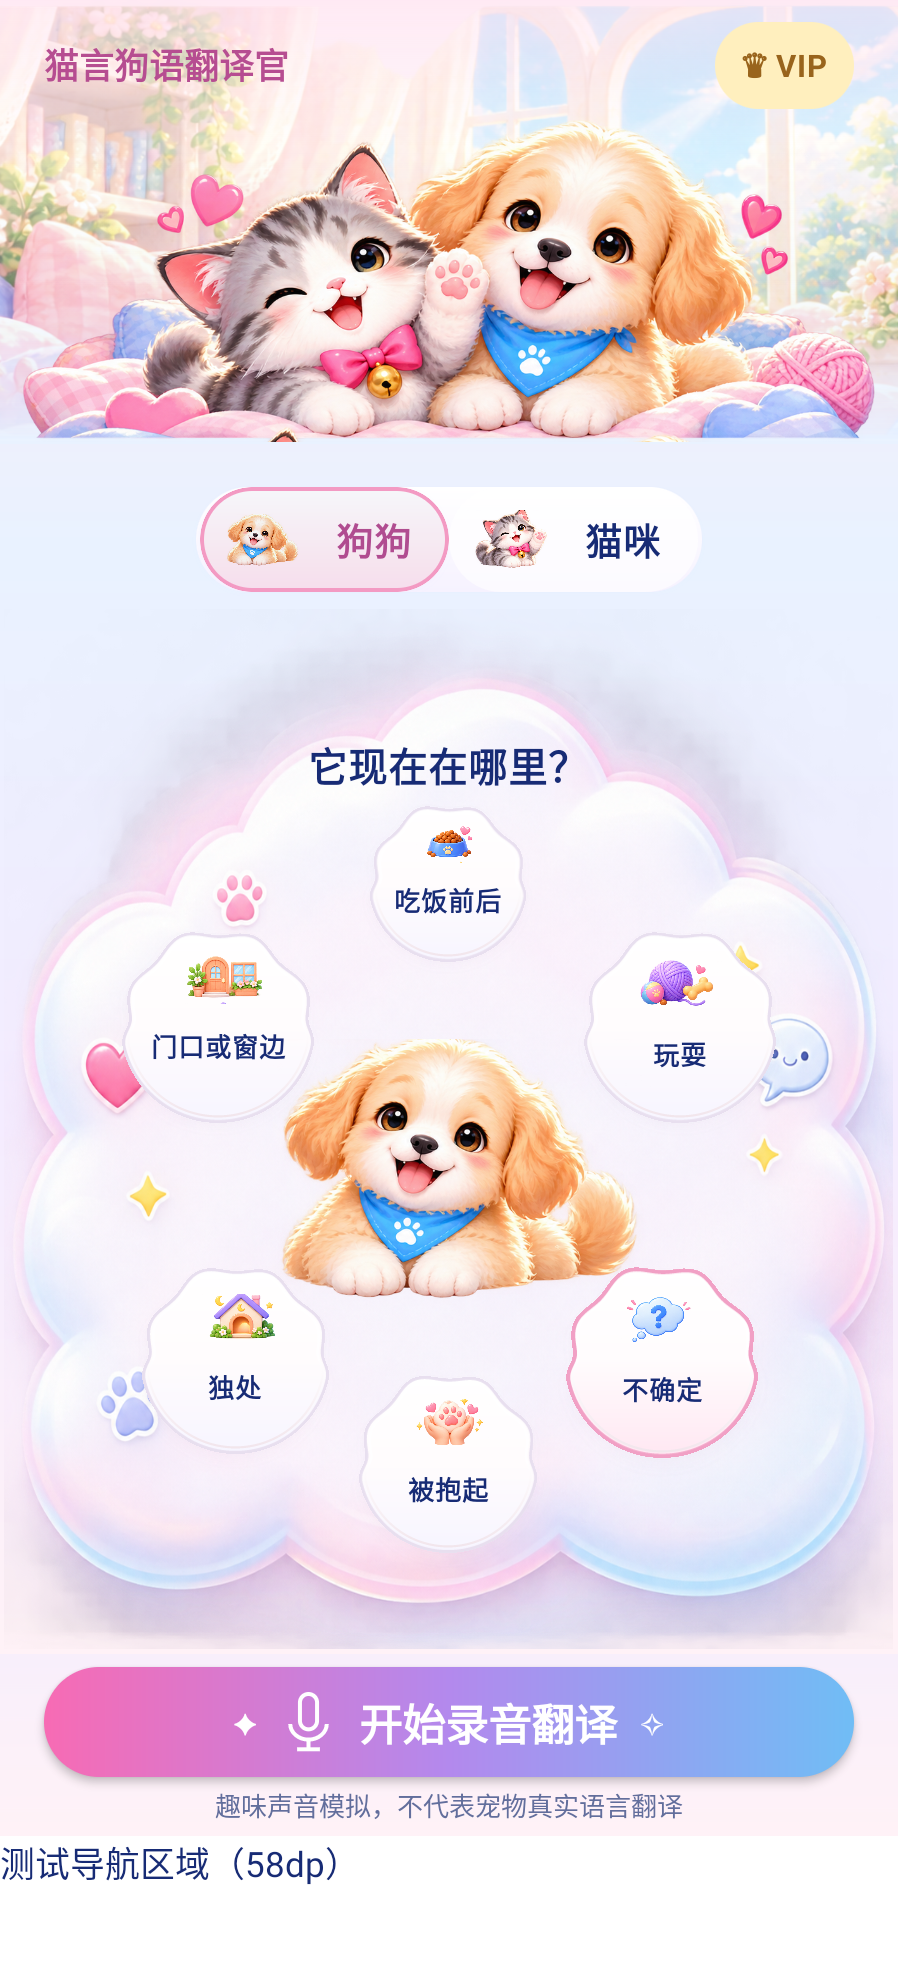 猫言狗语翻译官
VIP
狗狗
猫咪
它现在在哪里?
吃饭前后
门口或窗边
玩耍
独处
不确定
被抱起
开始录音翻译
趣味声音模拟，不代表宠物真实语言翻译
测试导航区域（58dp）